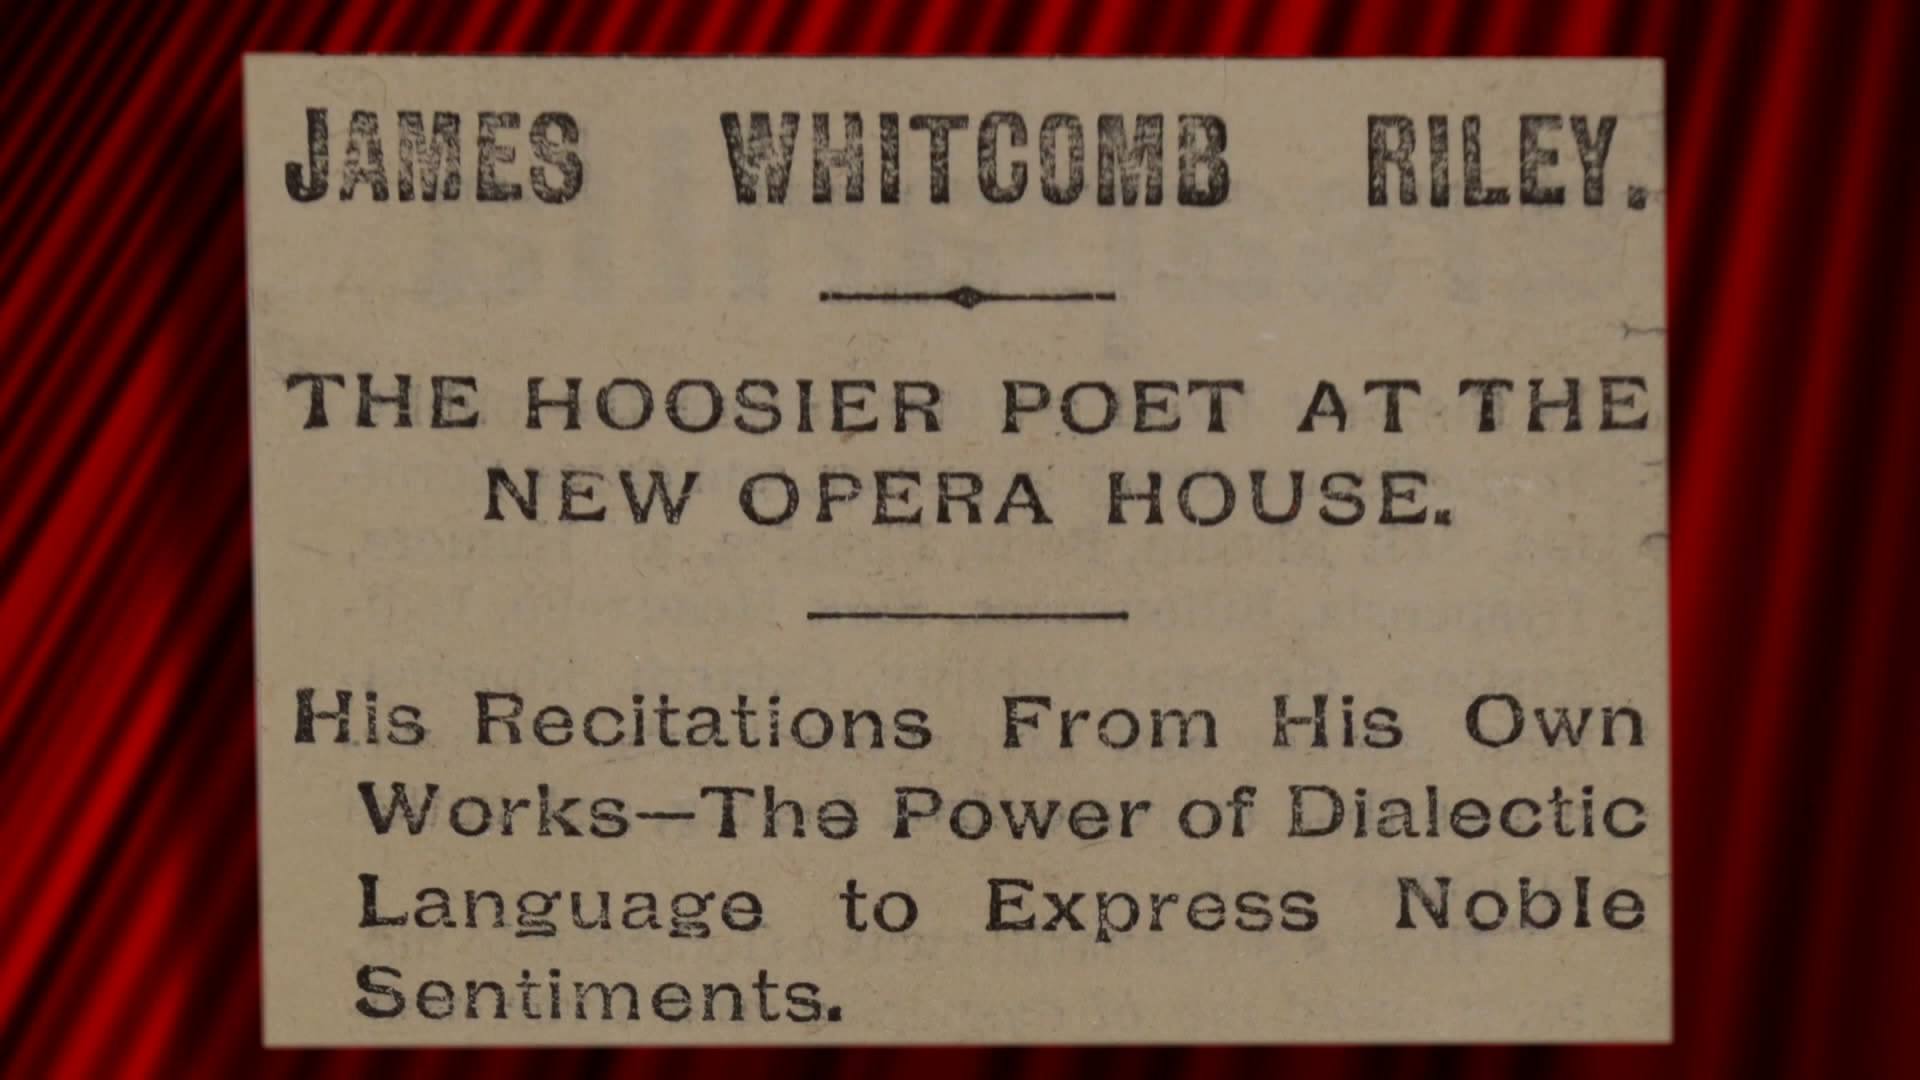 JAMES WHITCOMB RILEY.
THE HOOSIER POET AT THE
NEW OPERA HOUSE.
His Recitations From His Own
Works—The Power of Dialectic
Language to Express Noble
Sentiments.